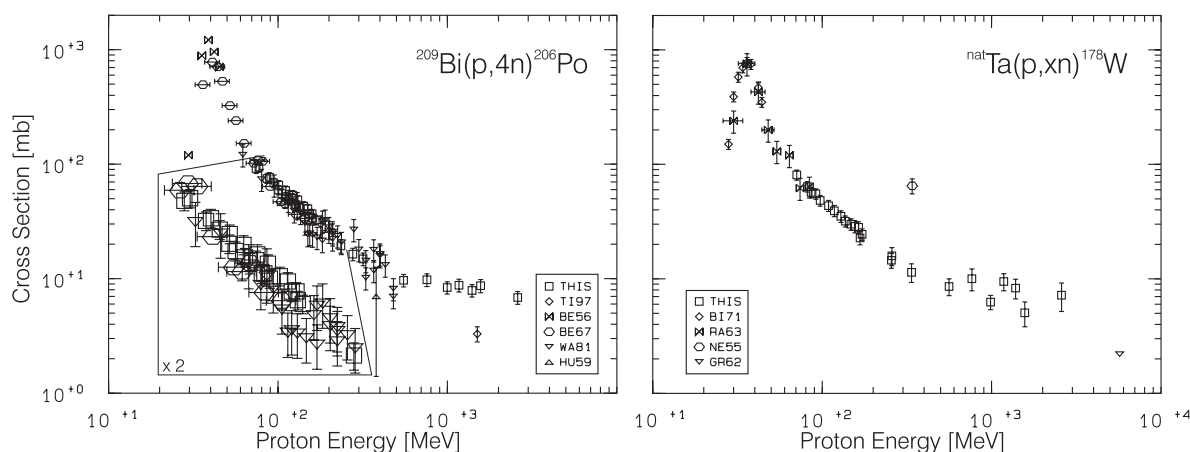 Cross Section [mb]
10 +3
10 +2
10 +1
10 +0
²⁰⁹Bi(p,4n)²⁰⁶Po
x 2
THIS
TI97
BE56
BE67
WA81
HU59
10 +1
10 +2
10 +3
Proton Energy [MeV]
ⁿᵃᵗTa(p,xn)¹⁷⁸W
THIS
BI71
RA63
NE55
GR62
10 +1
10 +2
10 +3
10 +4
Proton Energy [MeV]